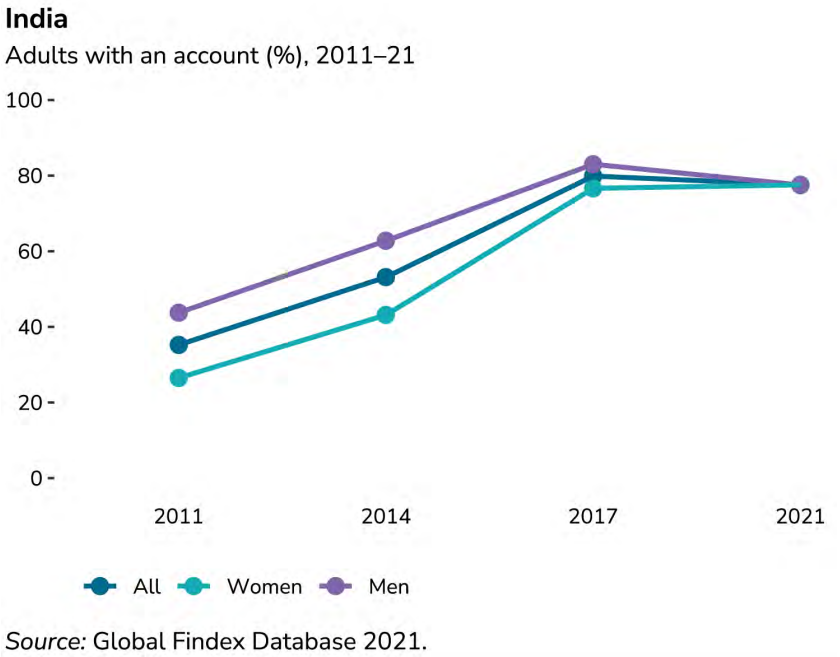 India
Adults with an account (%), 2011–21
100
80
60
40
20
0
2011 2014 2017 2021
All Women Men
Source: Global Findex Database 2021.